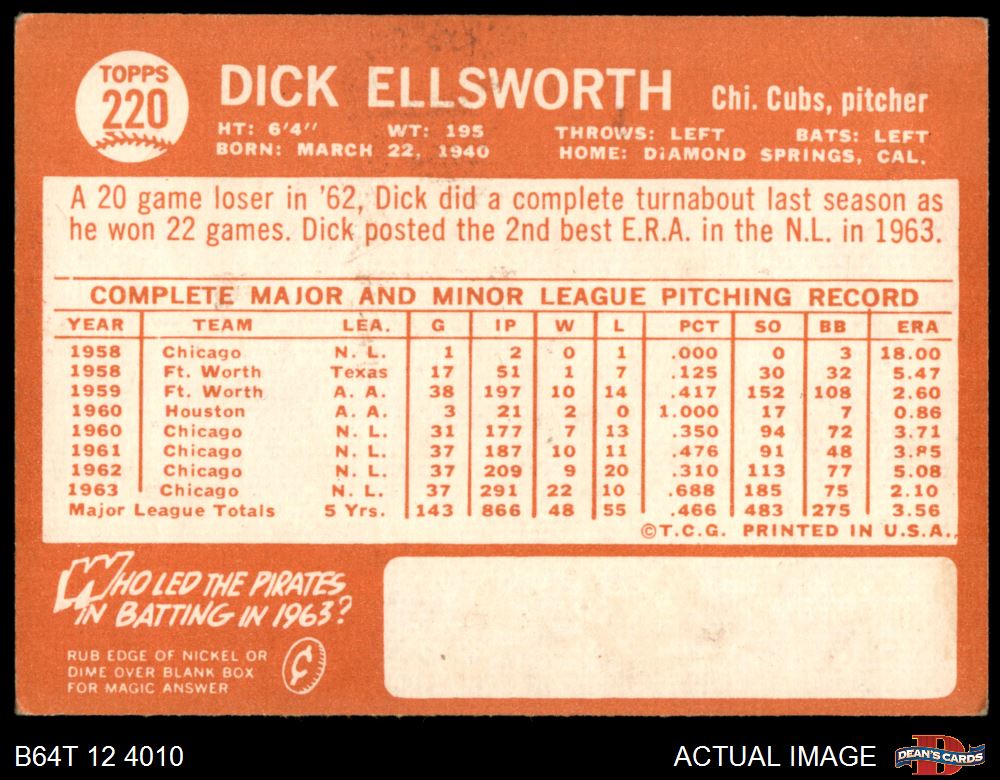 TOPPS
220
DICK ELLSWORTH Chi. Cubs, pitcher
HT: 6'4" WT: 195 THROWS: LEFT BATS: LEFT
BORN: MARCH 22, 1940 HOME: DIAMOND SPRINGS, CAL.
A 20 game loser in '62, Dick did a complete turnabout last season as
he won 22 games. Dick posted the 2nd best E.R.A. in the N.L. in 1963.
COMPLETE MAJOR AND MINOR LEAGUE PITCHING RECORD
YEAR TEAM LEA. G IP W L PCT SO BB ERA
1958 Chicago N. L. 1 2 0 1 .000 0 3 18.00
1958 Ft. Worth Texas 17 51 1 7 .125 30 32 5.47
1959 Ft. Worth A. A. 38 197 10 14 .417 152 108 2.60
1960 Houston A. A. 3 21 2 0 1.000 17 7 0.86
1960 Chicago N. L. 31 177 7 13 .350 94 72 3.71
1961 Chicago N. L. 37 187 10 11 .476 91 48 3.85
1962 Chicago N. L. 37 209 9 20 .310 113 77 5.08
1963 Chicago N. L. 37 291 22 10 .688 185 75 2.10
Major League Totals 5 Yrs. 143 866 48 55 .466 483 275 3.56
©T.C.G. PRINTED IN U.S.A.
WHO LED THE PIRATES
IN BATTING IN 1963?
RUB EDGE OF NICKEL OR
DIME OVER BLANK BOX
FOR MAGIC ANSWER
B64T 12 4010 ACTUAL IMAGE DEAN'S CARDS